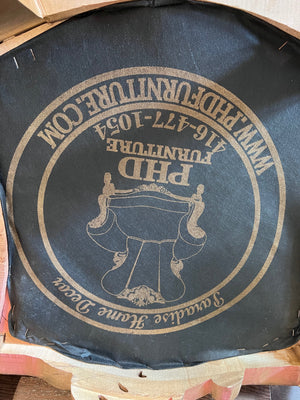 WWW.PHDFURNITURE.COM
416-477-1054
PHD
FURNITURE
Paradise Home Decor